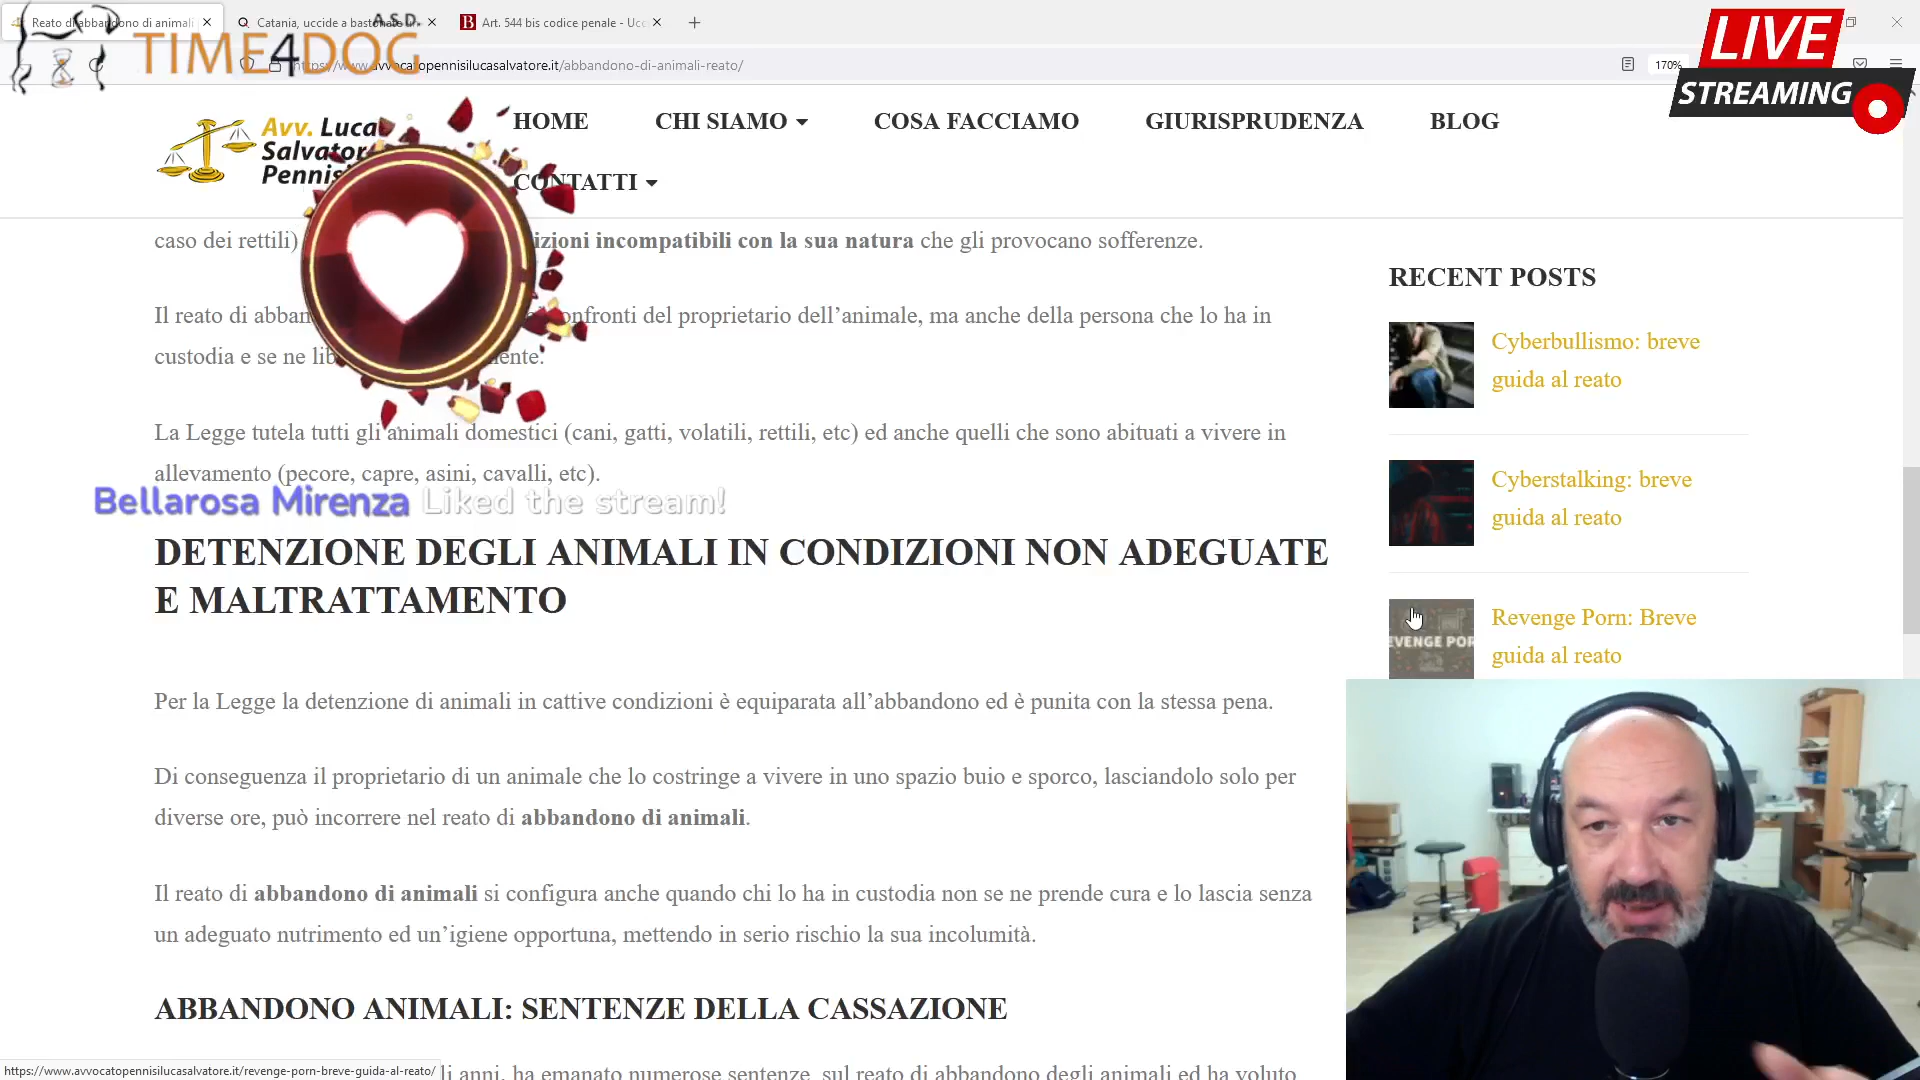 Reato di abbandono di animali
Catania, uccide a bastonate un
Art. 544 bis codice penale - Ucc
A.S.D.
TIME4DOG
https://www.avvocatopennisilucasalvatore.it/abbandono-di-animali-reato/
170%
LIVE
STREAMING
Avv. Luca
Salvator
Pennis
HOME
CHI SIAMO
COSA FACCIAMO
GIURISPRUDENZA
BLOG
CONTATTI
caso dei rettili) izioni incompatibili con la sua natura che gli provocano sofferenze.
Il reato di abban onfronti del proprietario dell’animale, ma anche della persona che lo ha in
custodia e se ne lib ente.
La Legge tutela tutti gli animali domestici (cani, gatti, volatili, rettili, etc) ed anche quelli che sono abituati a vivere in
allevamento (pecore, capre, asini, cavalli, etc).
Bellarosa Mirenza Liked the stream!
DETENZIONE DEGLI ANIMALI IN CONDIZIONI NON ADEGUATE
E MALTRATTAMENTO
Per la Legge la detenzione di animali in cattive condizioni è equiparata all’abbandono ed è punita con la stessa pena.
Di conseguenza il proprietario di un animale che lo costringe a vivere in uno spazio buio e sporco, lasciandolo solo per
diverse ore, può incorrere nel reato di abbandono di animali.
Il reato di abbandono di animali si configura anche quando chi lo ha in custodia non se ne prende cura e lo lascia senza
un adeguato nutrimento ed un’igiene opportuna, mettendo in serio rischio la sua incolumità.
ABBANDONO ANIMALI: SENTENZE DELLA CASSAZIONE
li anni, ha emanato numerose sentenze, sul reato di abbandono degli animali ed ha voluto
RECENT POSTS
Cyberbullismo: breve
guida al reato
Cyberstalking: breve
guida al reato
EVENGE POR
Revenge Porn: Breve
guida al reato
https://www.avvocatopennisilucasalvatore.it/revenge-porn-breve-guida-al-reato/